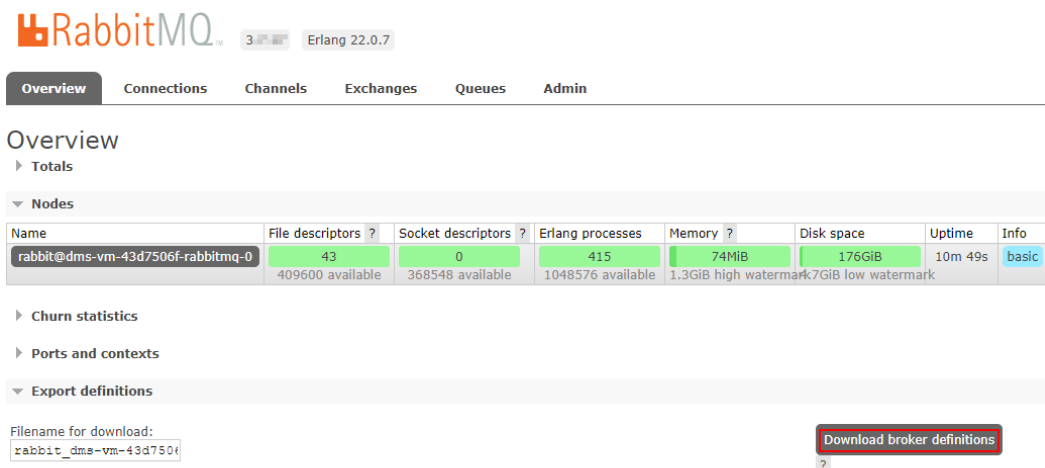 RabbitMQ TM 3 Erlang 22.0.7
Overview Connections Channels Exchanges Queues Admin
Overview
Totals
Nodes
Name File descriptors ? Socket descriptors ? Erlang processes Memory ? Disk space Uptime Info
rabbit@dms-vm-43d7506f-rabbitmq-0 43 0 415 74MiB 176GiB 10m 49s basic
409600 available 368548 available 1048576 available 1.3GiB high watermark 4.7GiB low watermark
Churn statistics
Ports and contexts
Export definitions
Filename for download:
rabbit_dms-vm-43d750 Download broker definitions
?